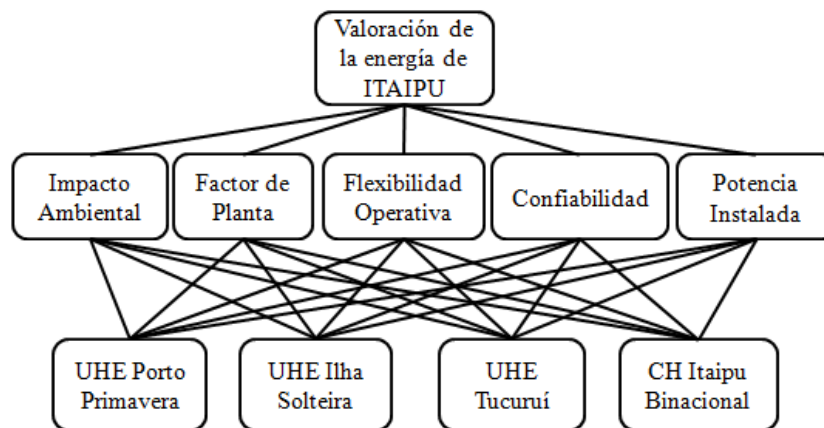 Valoración de
la energía de
ITAIPU
Impacto
Ambiental
Factor de
Planta
Flexibilidad
Operativa
Confiabilidad
Potencia
Instalada
UHE Porto
Primavera
UHE Ilha
Solteira
UHE
Tucuruí
CH Itaipu
Binacional